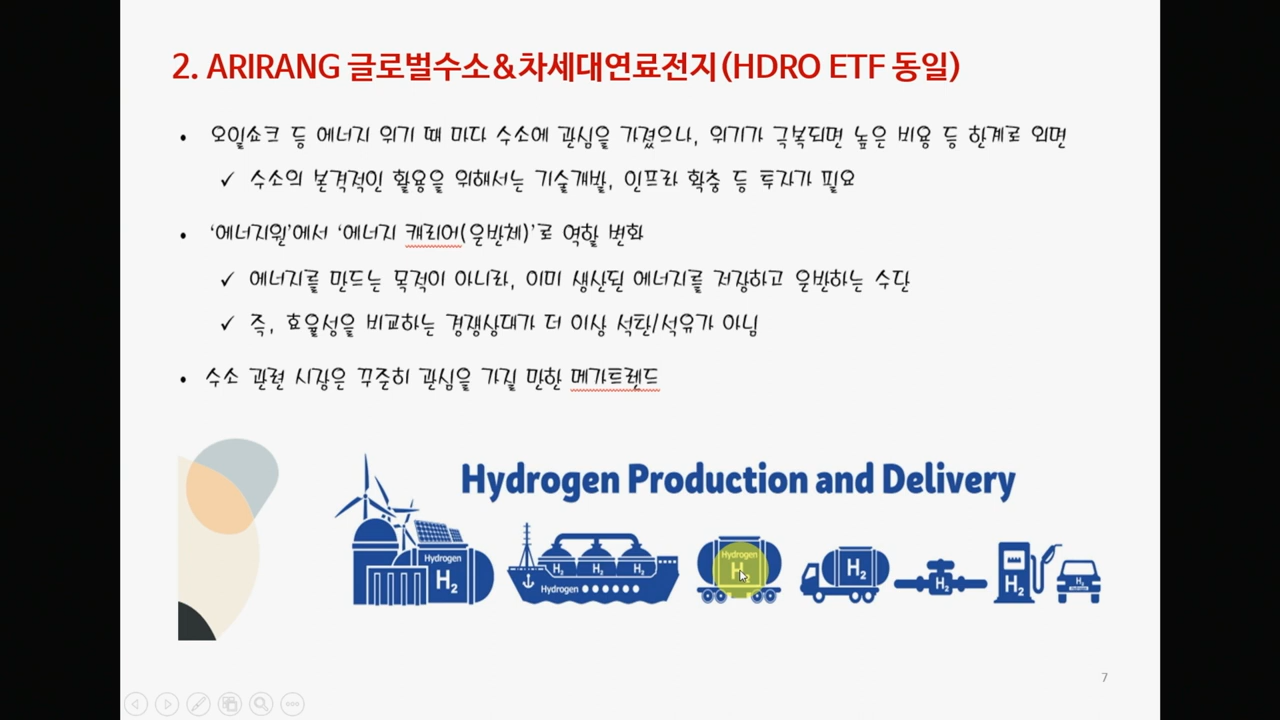 2. ARIRANG 글로벌수소&차세대연료전지(HDRO ETF 동일)
• 오일쇼크 등 에너지 위기 때 마다 수소에 관심을 가졌으나, 위기가 극복되면 높은 비용 등 한계로 외면
✓ 수소의 본격적인 활용을 위해서는 기술개발, 인프라 확충 등 투자가 필요
• ‘에너지원’에서 ‘에너지 캐리어(운반체)’로 역할 변화
✓ 에너지를 만드는 목적이 아니라, 이미 생산된 에너지를 저장하고 운반하는 수단
✓ 즉, 효율성을 비교하는 경쟁상대가 더 이상 석탄/석유가 아님
• 수소 관련 시장은 꾸준히 관심을 가질 만한 메가트렌드
Hydrogen Production and Delivery
Hydrogen H2
H2 H2 H2
Hydrogen
Hydrogen H2
H2
H2
H2
H2
7